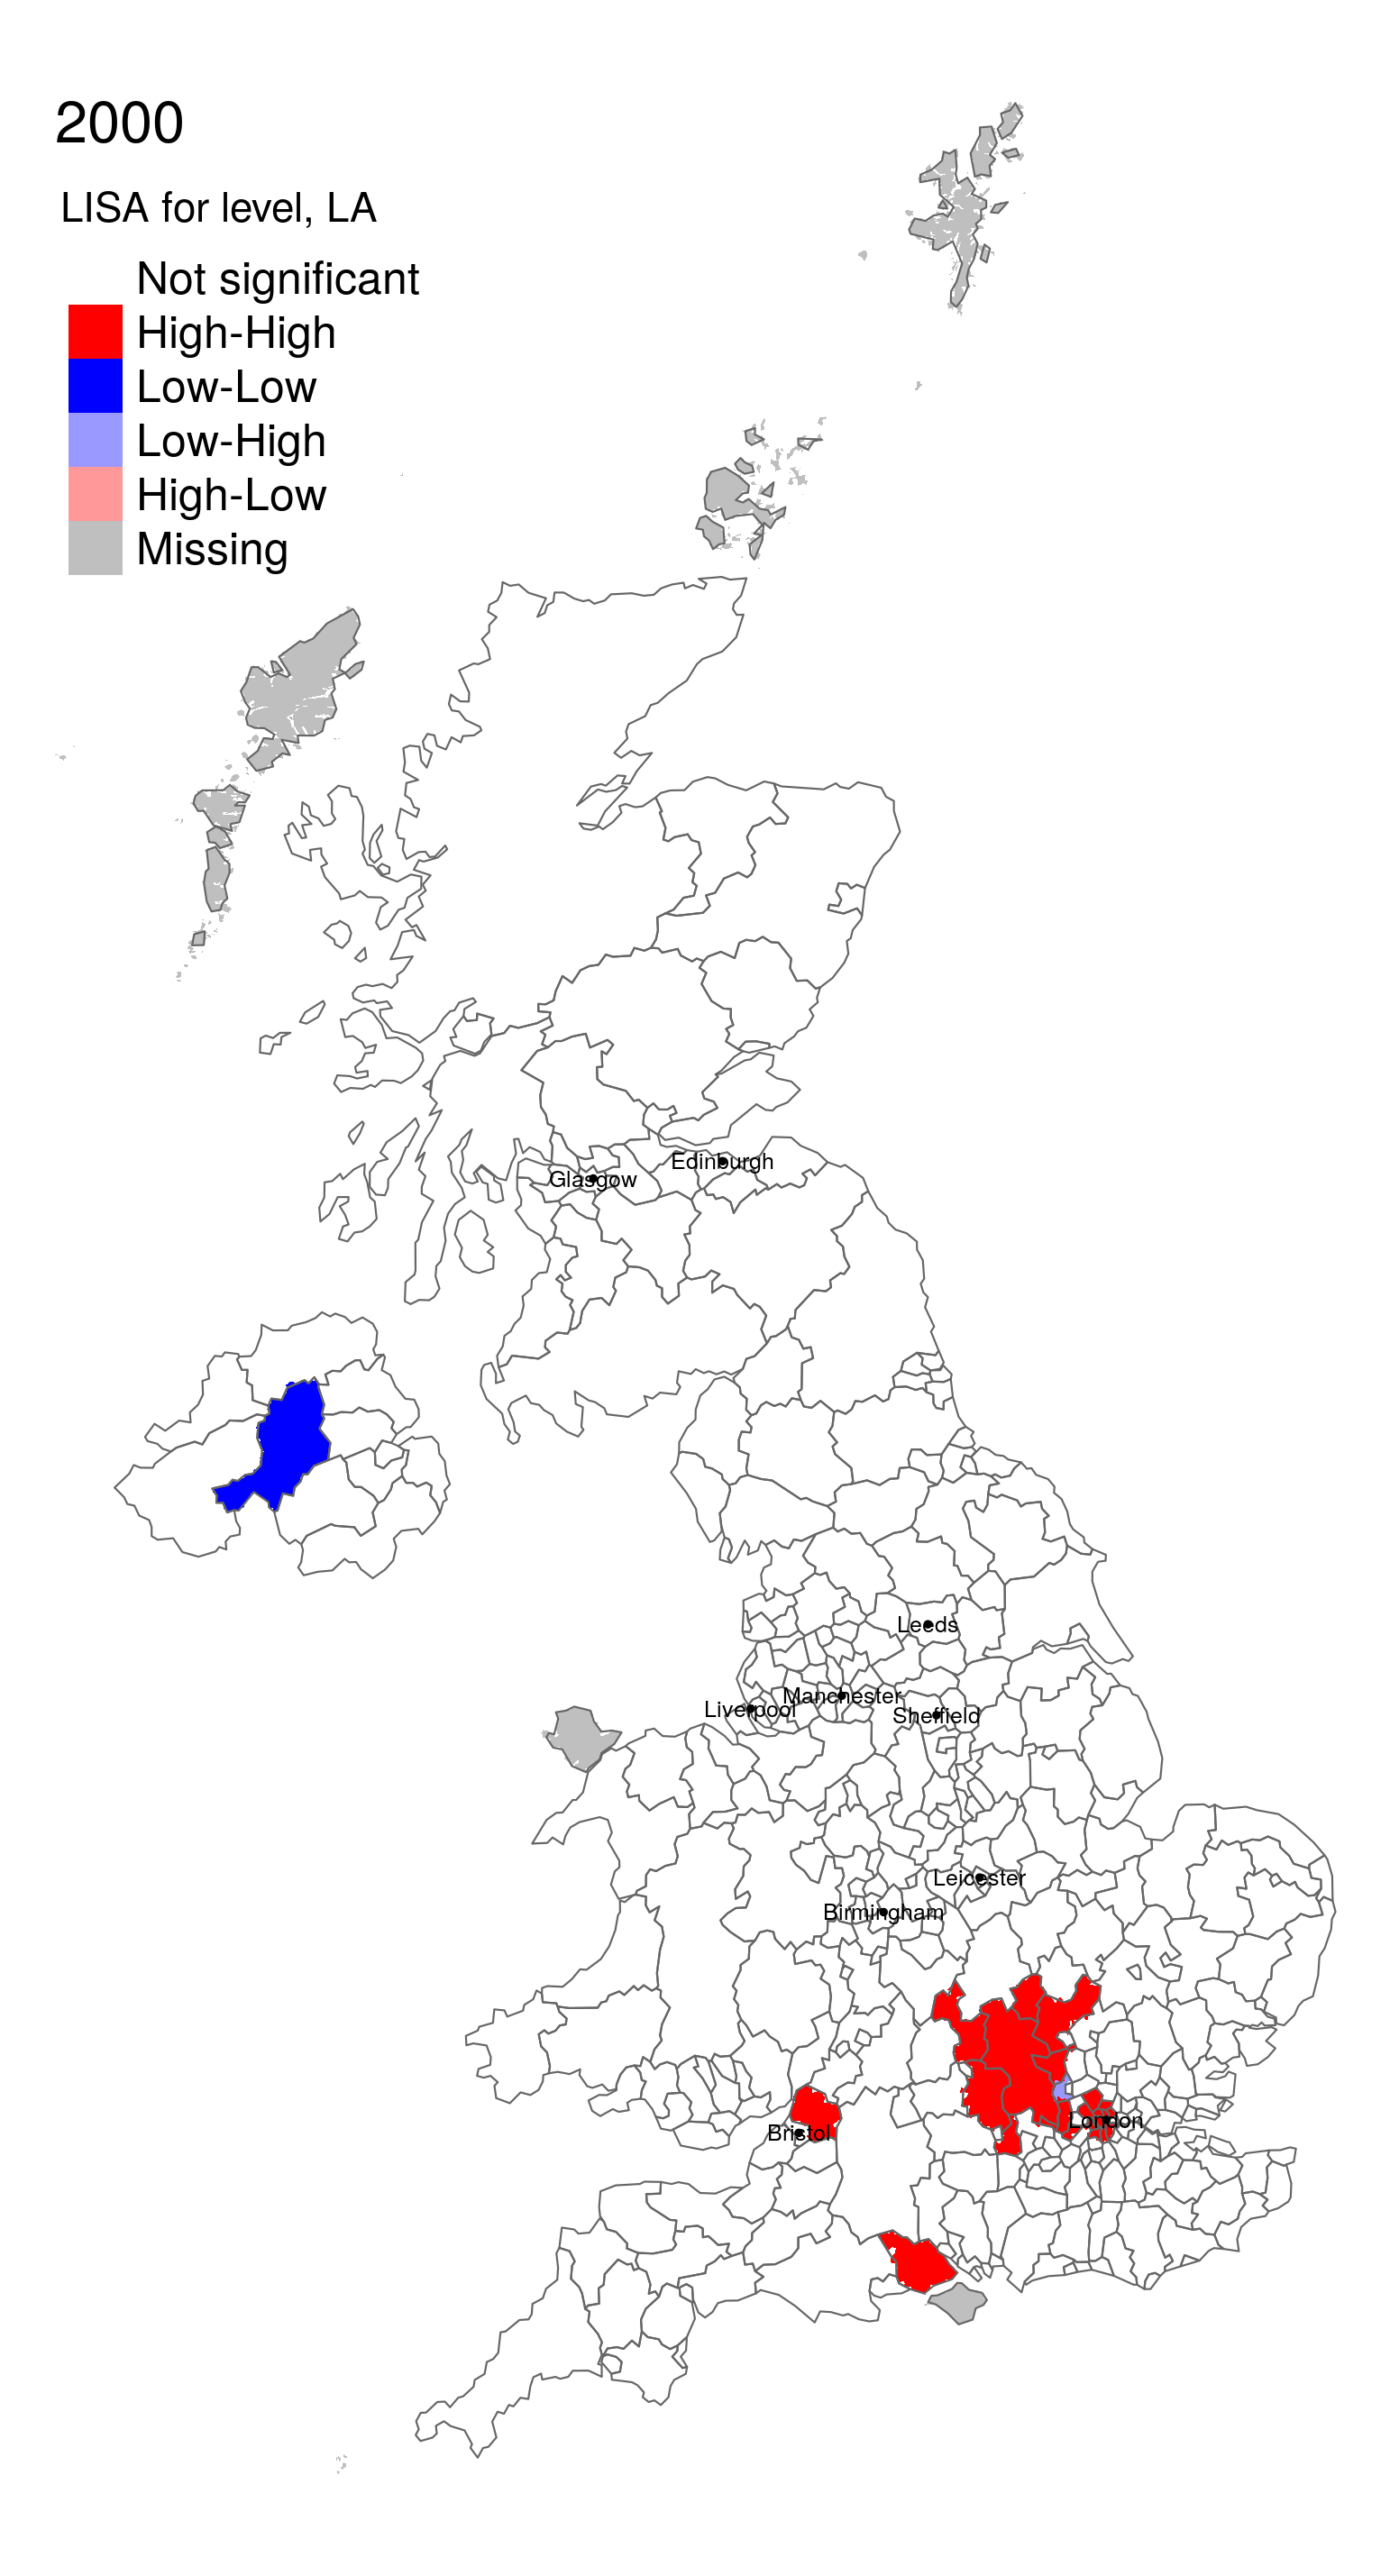 2000
LISA for level, LA
Not significant
High-High
Low-Low
Low-High
High-Low
Missing
Edinburgh
Glasgow
Leeds
Manchester
Liverpool
Sheffield
Leicester
Birmingham
London
Bristol